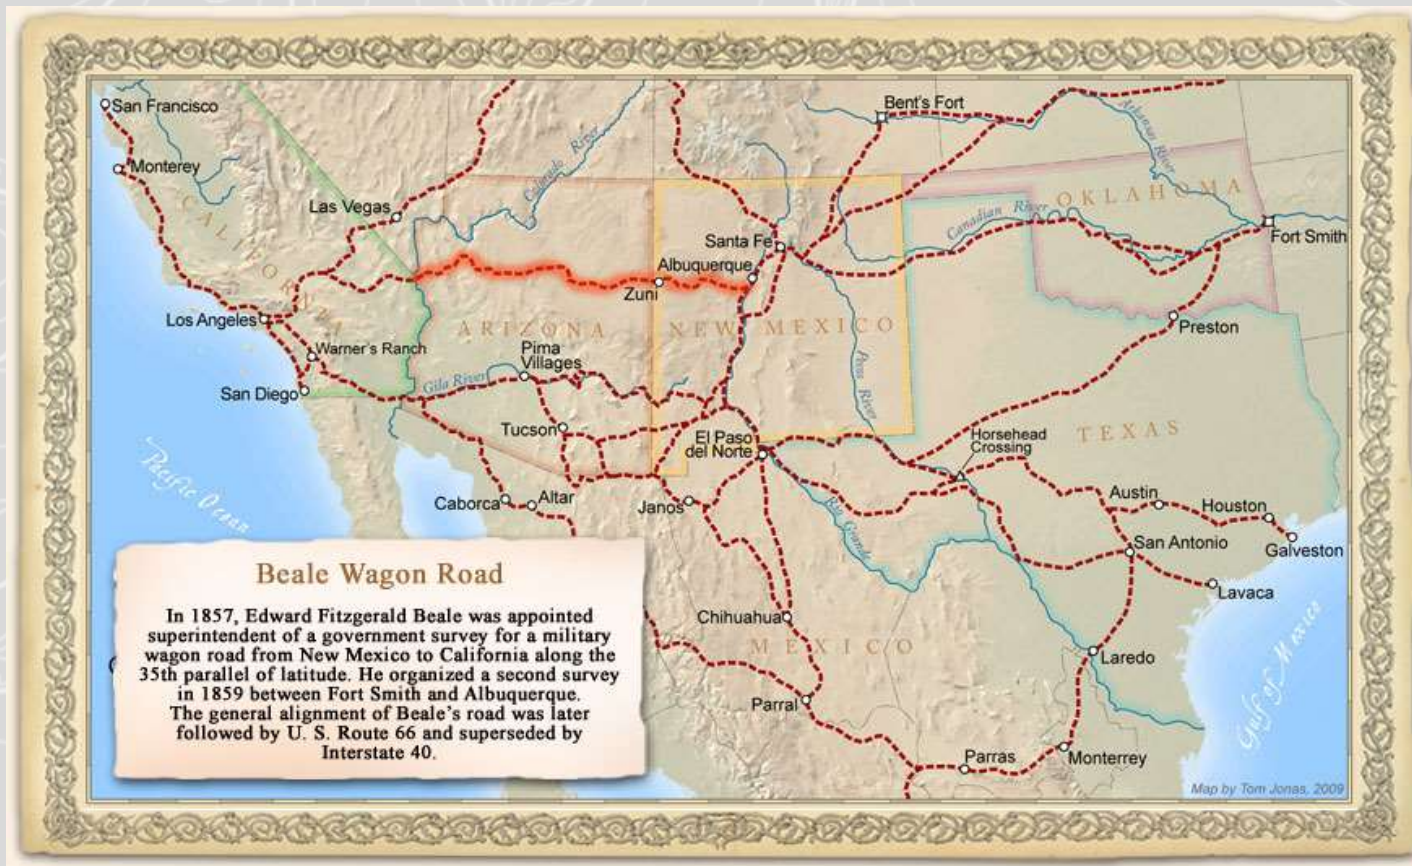 San Francisco
Bent's Fort
Arkansas River
Monterey
Colorado River
Las Vegas
CALIFORNIA
OKLAHOMA
Canadian River
Santa Fe
Fort Smith
Albuquerque
Zuni
Los Angeles
ARIZONA
NEW MEXICO
Preston
Warner's Ranch
Pima
Villages
Pecos River
Gila River
San Diego
Tucson
El Paso
del Norte
Horsehead
Crossing
TEXAS
Pacific Ocean
Caborca
Altar
Janos
Rio Grande
Austin
Houston
San Antonio
Galveston
Lavaca
Beale Wagon Road
In 1857, Edward Fitzgerald Beale was appointed
superintendent of a government survey for a military
wagon road from New Mexico to California along the
35th parallel of latitude. He organized a second survey
in 1859 between Fort Smith and Albuquerque.
The general alignment of Beale's road was later
followed by U. S. Route 66 and superseded by
Interstate 40.
Chihuahua
MEXICO
Laredo
Gulf of Mexico
Parral
Parras
Monterrey
Map by Tom Jonas, 2009